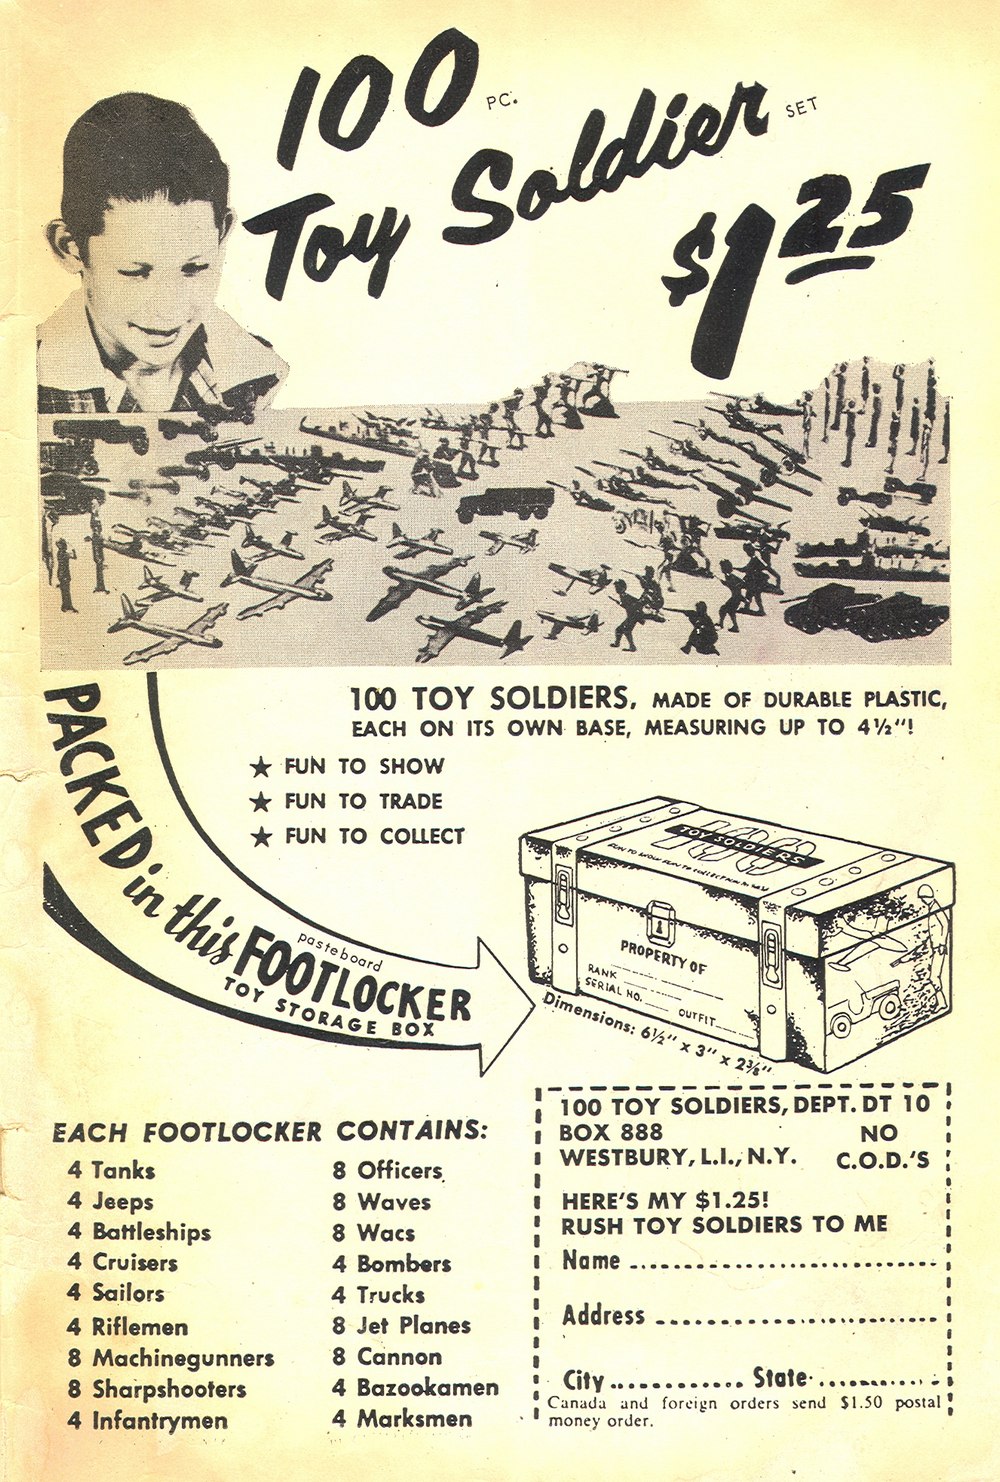 100 PC.
Toy Soldier SET
$1.25
100 TOY SOLDIERS, MADE OF DURABLE PLASTIC,
EACH ON ITS OWN BASE, MEASURING UP TO 4½"!
★ FUN TO SHOW
★ FUN TO TRADE
★ FUN TO COLLECT
PACKED in this pasteboard FOOTLOCKER
TOY STORAGE BOX
100
TOY SOLDIERS
PROPERTY OF
RANK
SERIAL NO.
OUTFIT
Dimensions: 6½" x 3" x 2⅜"
EACH FOOTLOCKER CONTAINS:
4 Tanks
4 Jeeps
4 Battleships
4 Cruisers
4 Sailors
4 Riflemen
8 Machinegunners
8 Sharpshooters
4 Infantrymen
8 Officers
8 Waves
8 Wacs
4 Bombers
4 Trucks
8 Jet Planes
8 Cannon
4 Bazookamen
4 Marksmen
100 TOY SOLDIERS, DEPT. DT 10
BOX 888 NO
WESTBURY, L.I., N.Y. C.O.D.'S
HERE'S MY $1.25!
RUSH TOY SOLDIERS TO ME
Name
Address
City State
Canada and foreign orders send $1.50 postal
money order.